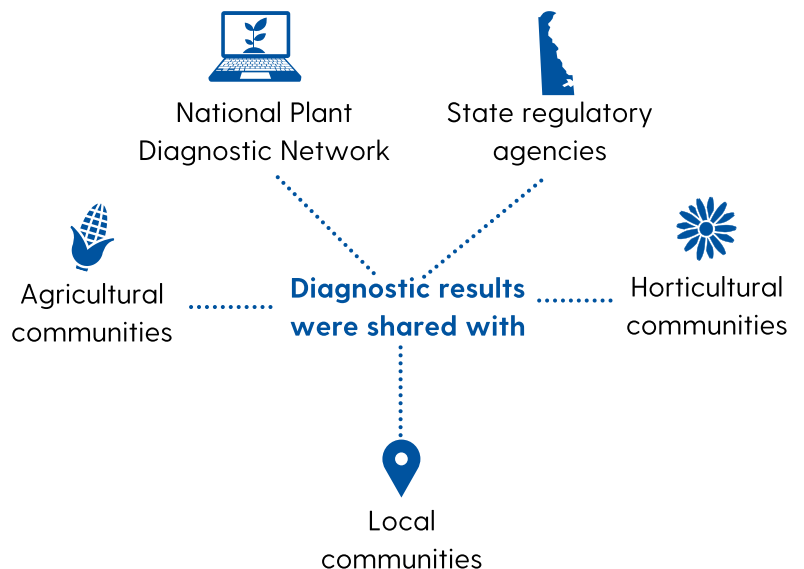 National Plant
Diagnostic Network
State regulatory
agencies
Agricultural
communities
Diagnostic results
were shared with
Horticultural
communities
Local
communities